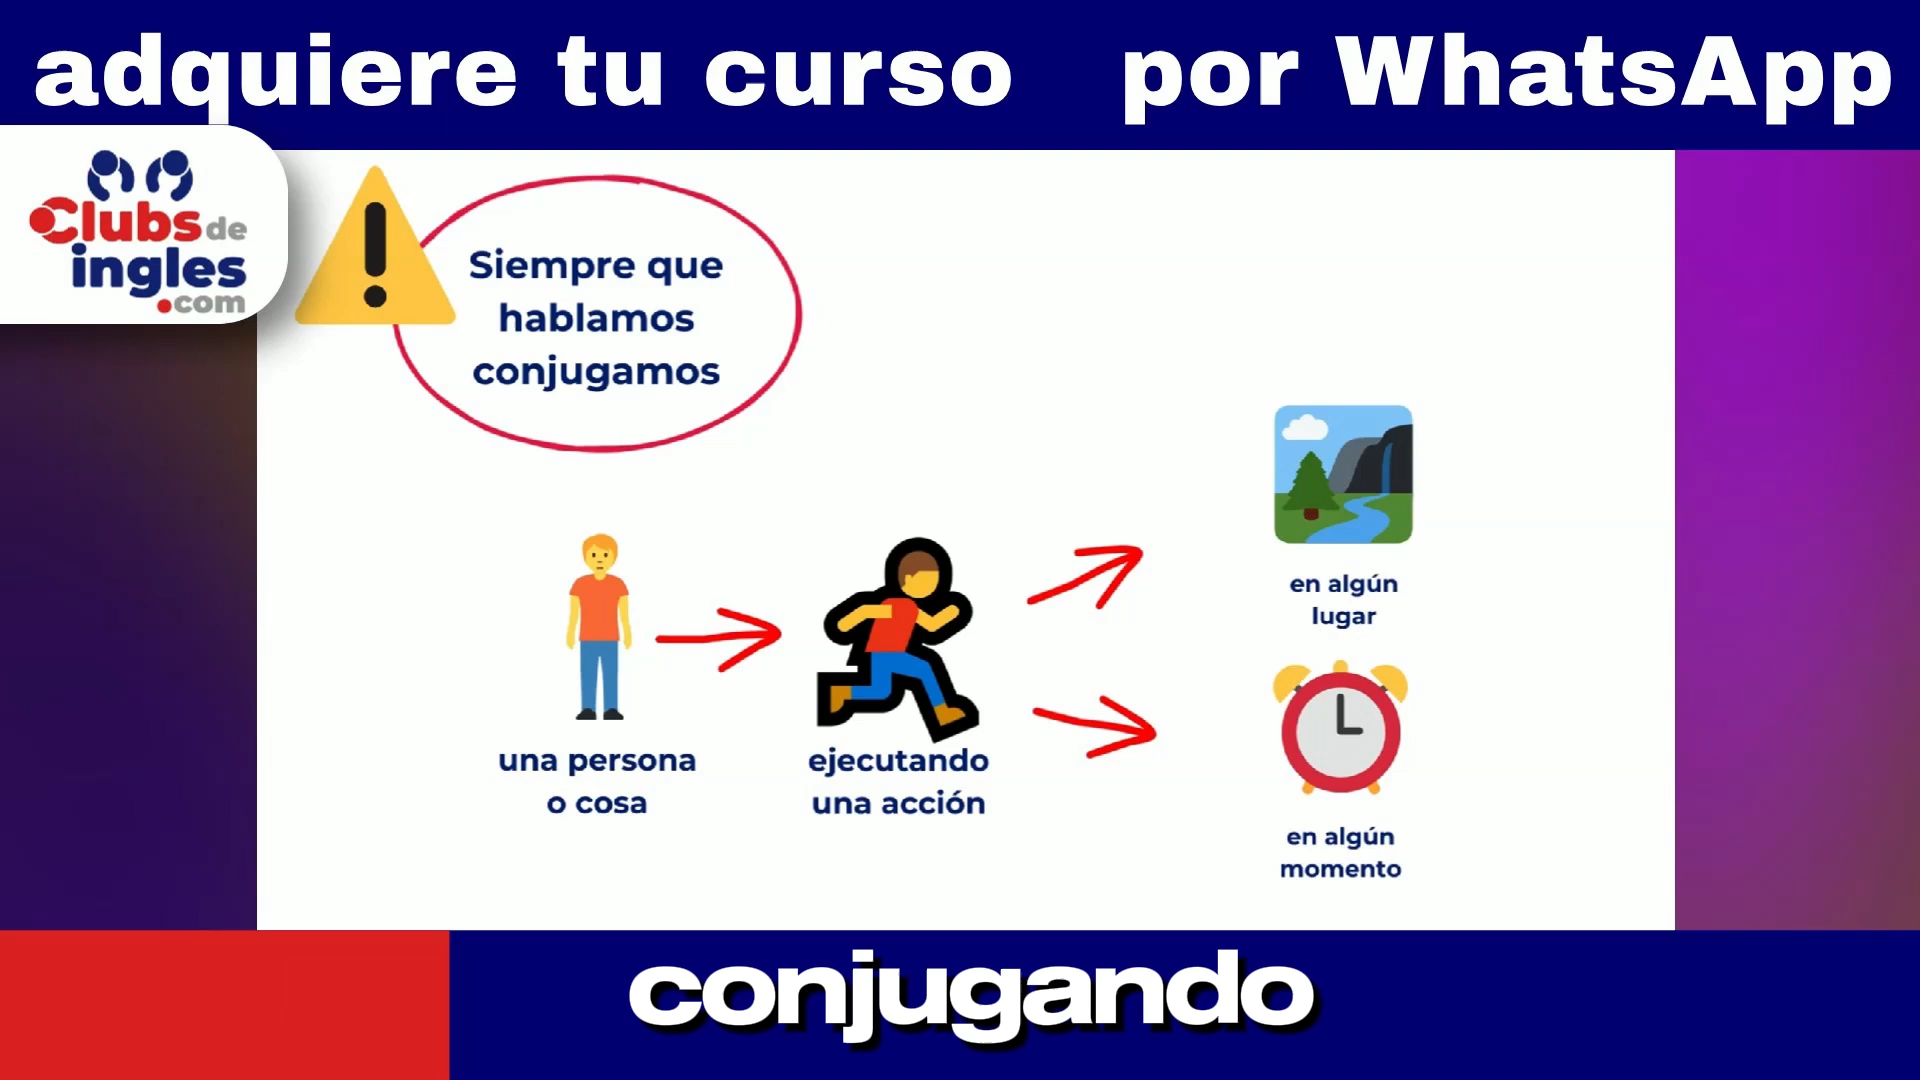 adquiere tu curso por WhatsApp
Clubs de
ingles
.com
Siempre que
hablamos
conjugamos
en algún
lugar
una persona
o cosa
ejecutando
una acción
en algún
momento
conjugando